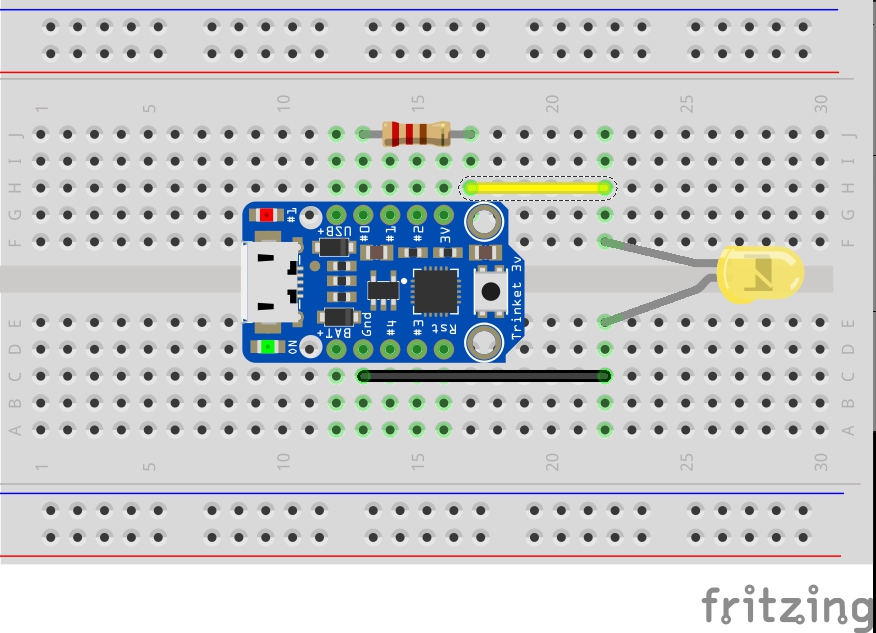 1 5 10 15 20 25 30
J J
I I
H H
G G
F F
#1
USB+ #0 #1 #2 3V
Trinket 3v
ON BAT+ Gnd #4 #3 Rst
E E
D D
C C
B B
A A
1 5 10 15 20 25 30
fritzing